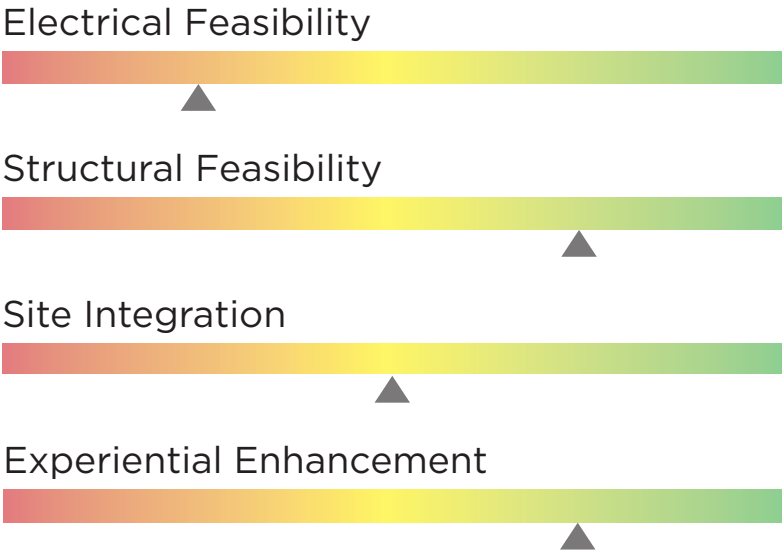 Electrical Feasibility
Structural Feasibility
Site Integration
Experiential Enhancement